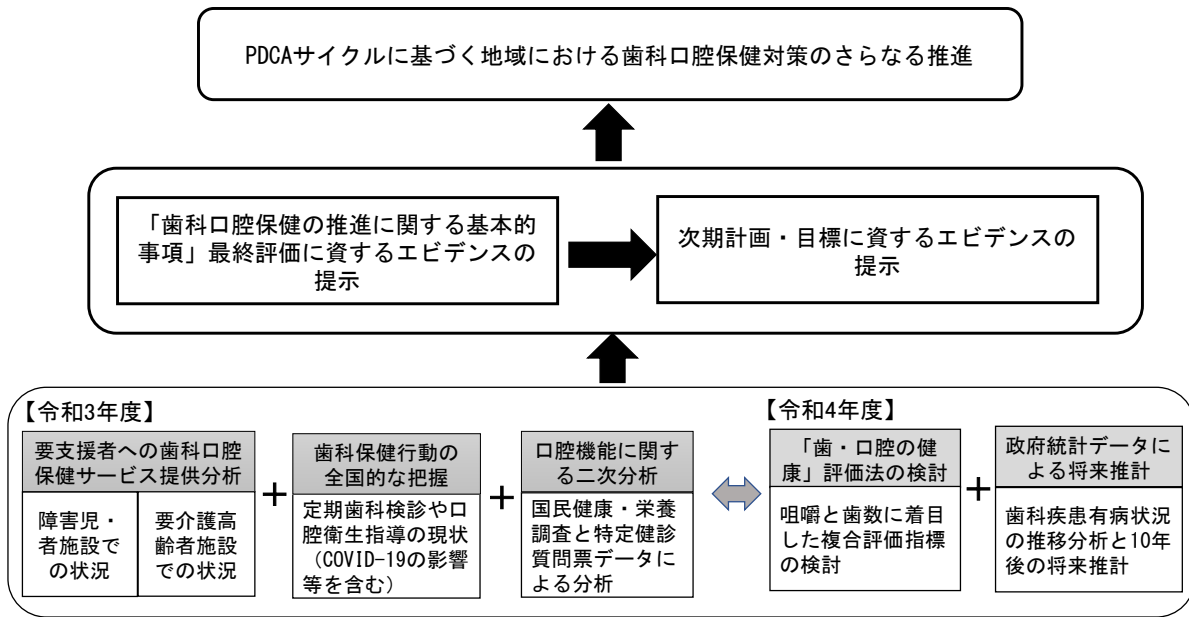 PDCAサイクルに基づく地域における歯科口腔保健対策のさらなる推進
「歯科口腔保健の推進に関する基本的
事項」最終評価に資するエビデンスの
提示
次期計画・目標に資するエビデンスの
提示
【令和3年度】
要支援者への歯科口腔
保健サービス提供分析
障害児・
者施設で
の状況
要介護高
齢者施設
での状況
+
歯科保健行動の
全国的な把握
定期歯科検診や口
腔衛生指導の現状
（COVID-19の影響
等を含む）
+
口腔機能に関す
る二次分析
国民健康・栄養
調査と特定健診
質問票データに
よる分析
【令和4年度】
「歯・口腔の健
康」評価法の検討
咀嚼と歯数に着目
した複合評価指標
の検討
+
政府統計データに
よる将来推計
歯科疾患有病状況
の推移分析と10年
後の将来推計